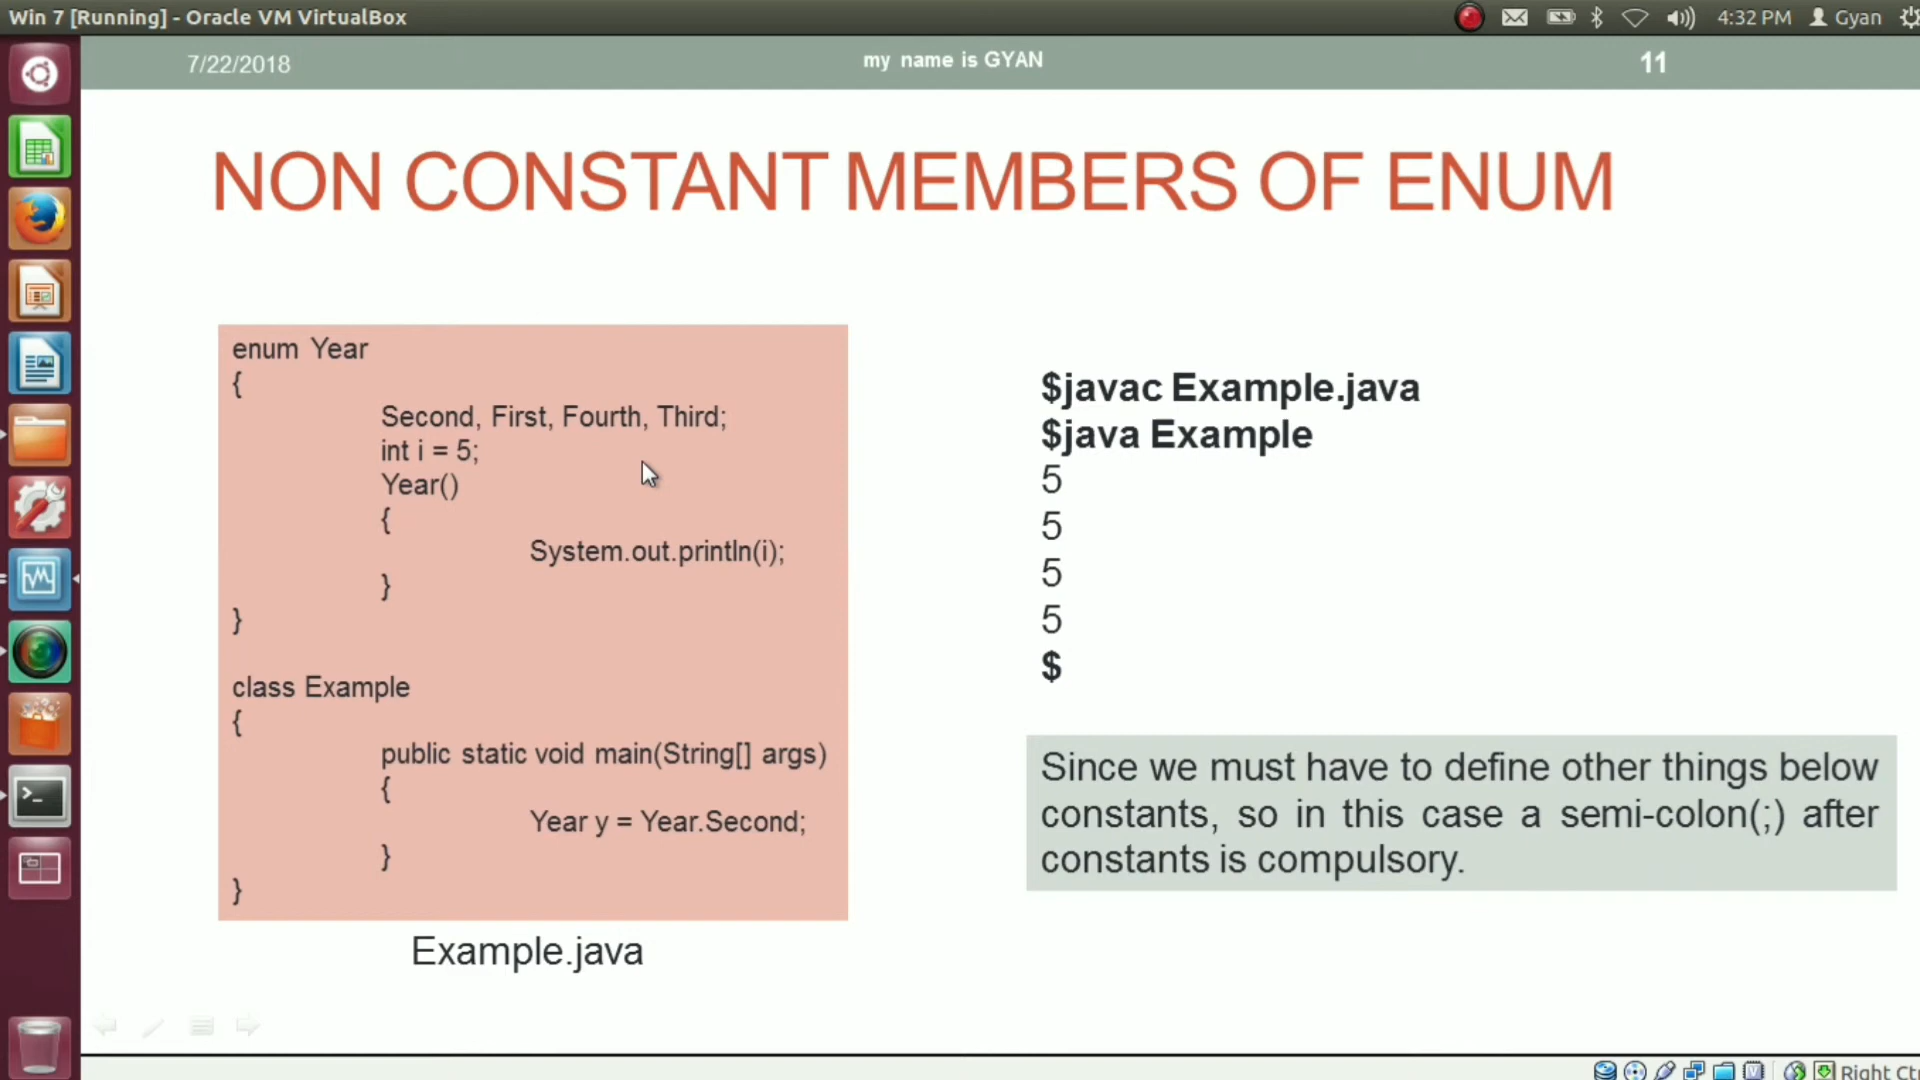 Win 7 [Running] - Oracle VM VirtualBox
4:32 PM
Gyan
7/22/2018
my name is GYAN
11
NON CONSTANT MEMBERS OF ENUM
enum Year
{
Second, First, Fourth, Third;
int i = 5;
Year()
{
System.out.println(i);
}
}
class Example
{
public static void main(String[] args)
{
Year y = Year.Second;
}
}
Example.java
$javac Example.java
$java Example
5
5
5
5
$
Since we must have to define other things below
constants, so in this case a semi-colon(;) after
constants is compulsory.